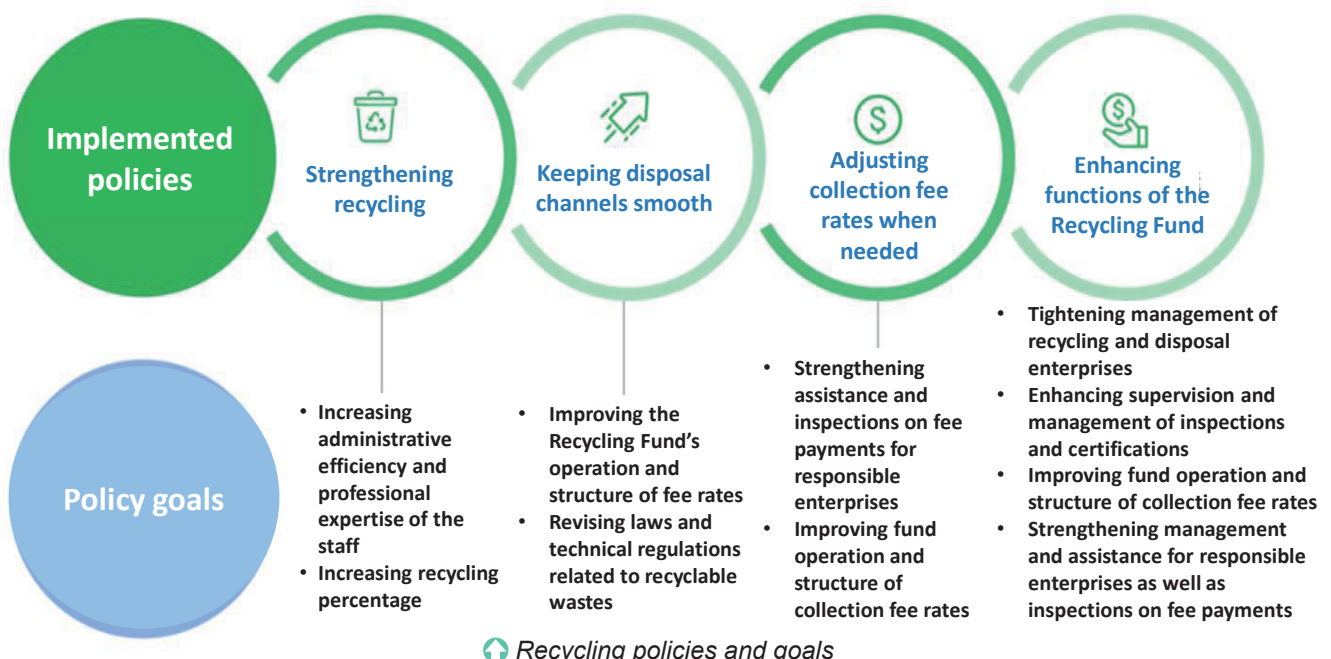 Implemented
policies
Strengthening
recycling
Keeping disposal
channels smooth
Adjusting
collection fee
rates when
needed
Enhancing
functions of the
Recycling Fund
Policy goals
• Increasing
administrative
efficiency and
professional
expertise of the
staff
• Increasing recycling
percentage
• Improving the
Recycling Fund's
operation and
structure of fee rates
• Revising laws and
technical regulations
related to recyclable
wastes
• Strengthening
assistance and
inspections on fee
payments for
responsible
enterprises
• Improving fund
operation and
structure of
collection fee rates
• Tightening management of
recycling and disposal
enterprises
• Enhancing supervision and
management of inspections
and certifications
• Improving fund operation and
structure of collection fee rates
• Strengthening management
and assistance for responsible
enterprises as well as
inspections on fee payments
Recycling policies and goals